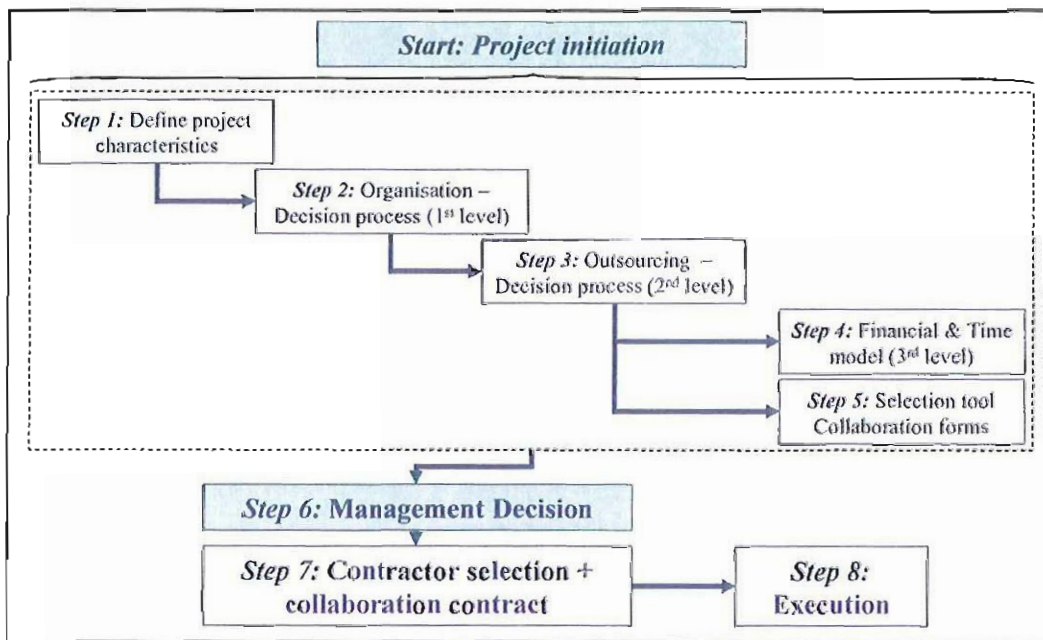 Start: Project initiation
Step 1: Define project
characteristics
Step 2: Organisation –
Decision process (1st level)
Step 3: Outsourcing –
Decision process (2nd level)
Step 4: Financial & Time
model (3rd level)
Step 5: Selection tool
Collaboration forms
Step 6: Management Decision
Step 7: Contractor selection +
collaboration contract
Step 8:
Execution